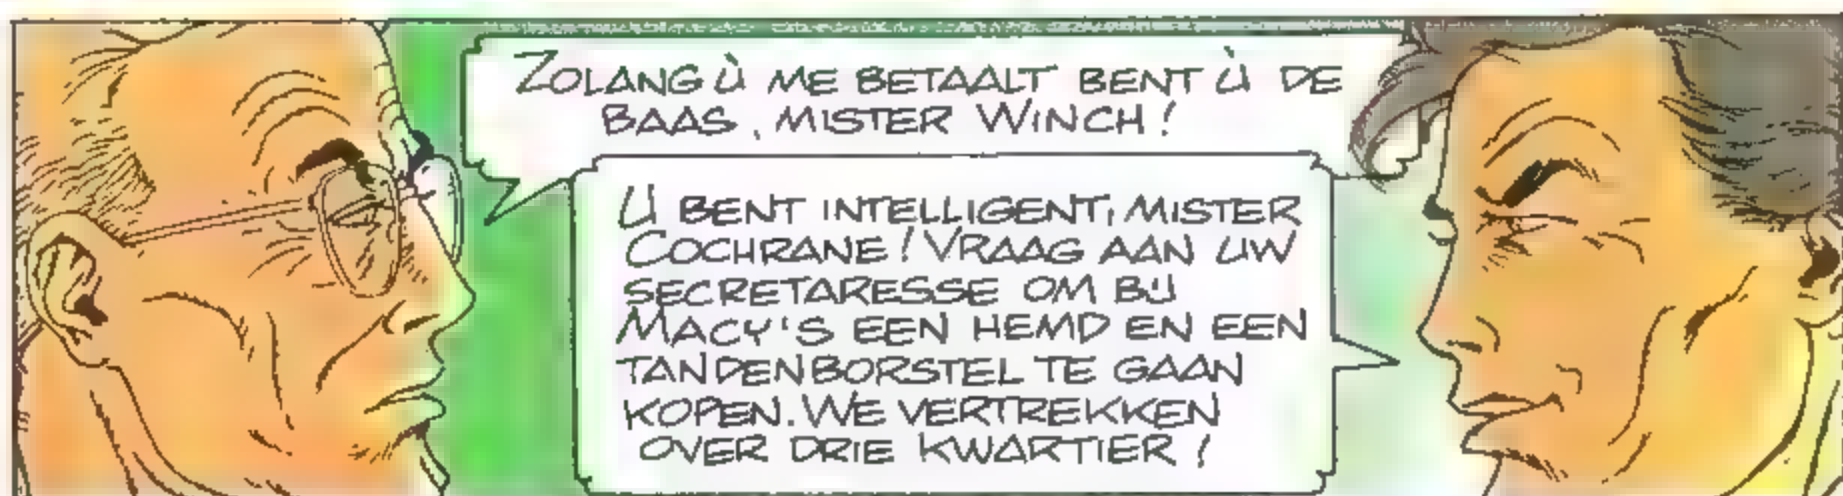 ZOLANG Ù ME BETAALT BENT Ù DE
BAAS, MISTER WINCH!
U BENT INTELLIGENT, MISTER
COCHRANE! VRAAG AAN UW
SECRETARESSE OM BIJ
MACY'S EEN HEMD EN EEN
TANDENBORSTEL TE GAAN
KOPEN. WE VERTREKKEN
OVER DRIE KWARTIER!